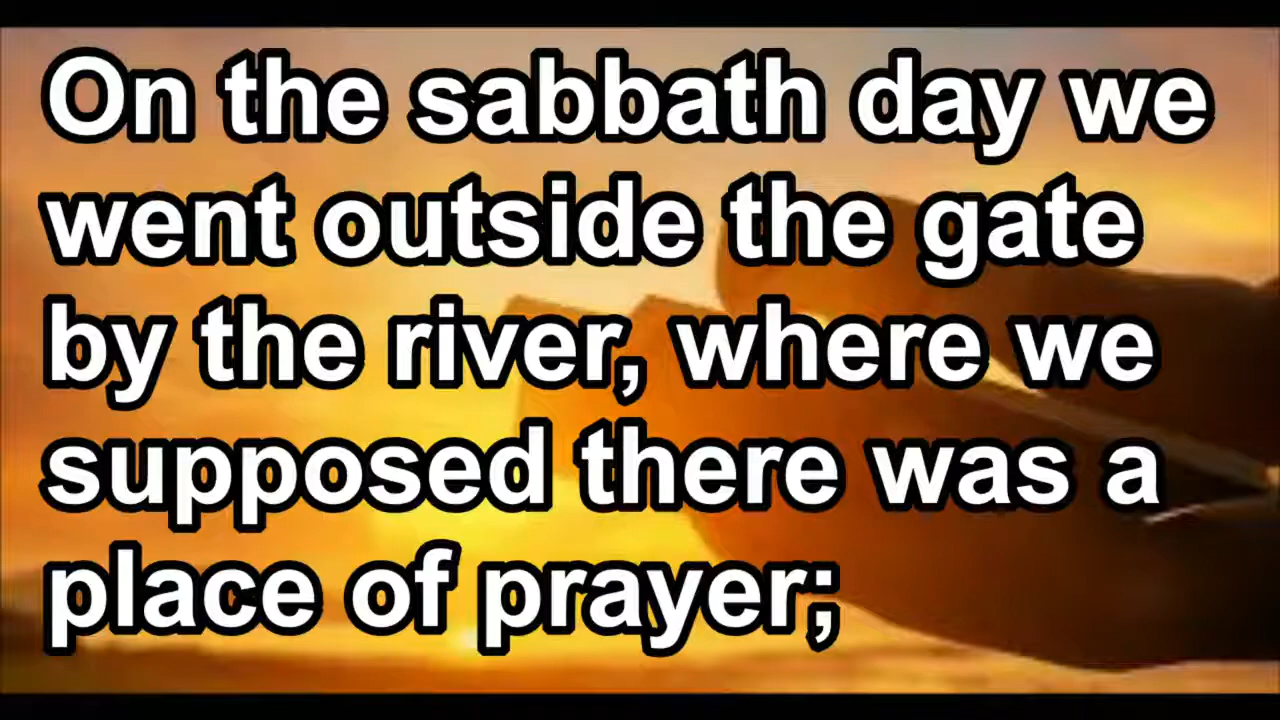 On the sabbath day we
went outside the gate
by the river, where we
supposed there was a
place of prayer;